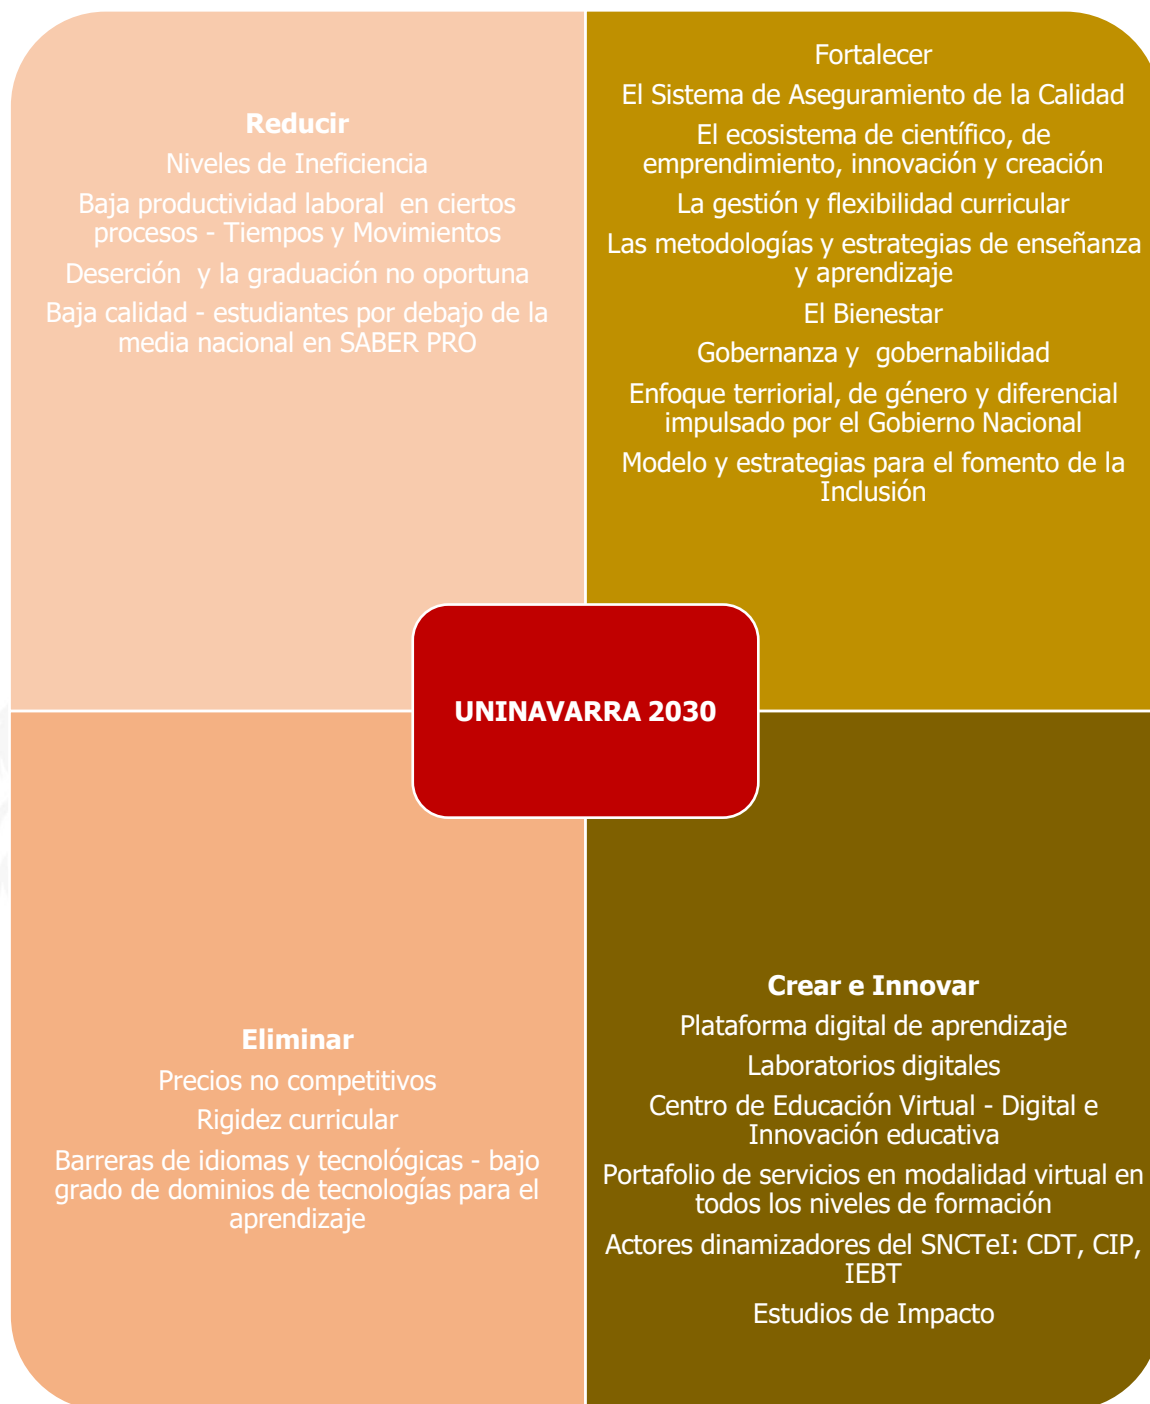 Reducir
Niveles de Ineficiencia
Baja productividad laboral  en ciertos
procesos - Tiempos y Movimientos
Deserción  y la graduación no oportuna
Baja calidad - estudiantes por debajo de la
media nacional en SABER PRO
Fortalecer
El Sistema de Aseguramiento de la Calidad
El ecosistema de científico, de
emprendimiento, innovación y creación
La gestión y flexibilidad curricular
Las metodologías y estrategias de enseñanza
y aprendizaje
El Bienestar
Gobernanza y  gobernabilidad
Enfoque terriorial, de género y diferencial
impulsado por el Gobierno Nacional
Modelo y estrategias para el fomento de la
Inclusión
UNINAVARRA 2030
Eliminar
Precios no competitivos
Rigidez curricular
Barreras de idiomas y tecnológicas - bajo
grado de dominios de tecnologías para el
aprendizaje
Crear e Innovar
Plataforma digital de aprendizaje
Laboratorios digitales
Centro de Educación Virtual - Digital e
Innovación educativa
Portafolio de servicios en modalidad virtual en
todos los niveles de formación
Actores dinamizadores del SNCTeI: CDT, CIP,
IEBT
Estudios de Impacto